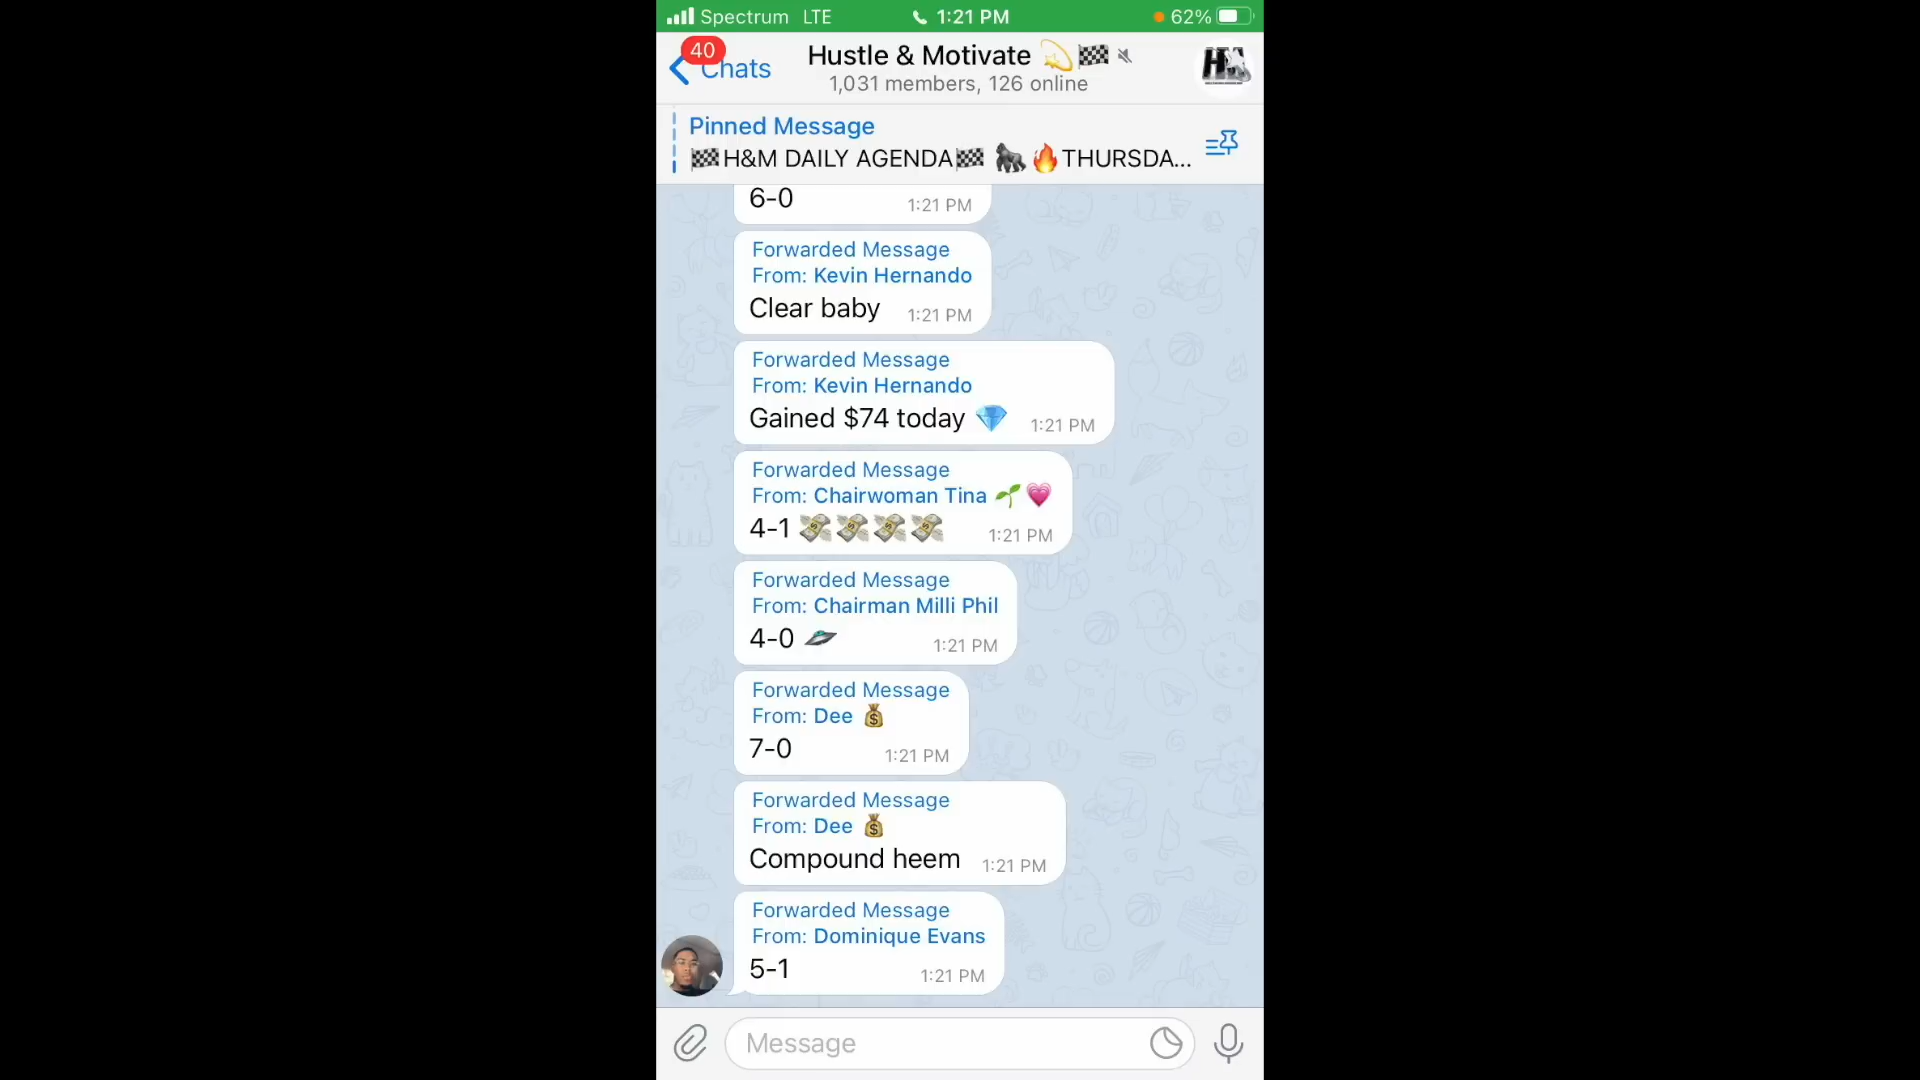 Spectrum LTE 1:21 PM 62%
40
Chats
Hustle & Motivate 💫🏁
1,031 members, 126 online
Pinned Message
🏁H&M DAILY AGENDA🏁 🦍🔥THURSDA...
6-0 1:21 PM
Forwarded Message
From: Kevin Hernando
Clear baby 1:21 PM
Forwarded Message
From: Kevin Hernando
Gained $74 today 💎 1:21 PM
Forwarded Message
From: Chairwoman Tina 🌱💗
4-1 💸💸💸💸 1:21 PM
Forwarded Message
From: Chairman Milli Phil
4-0 🛸 1:21 PM
Forwarded Message
From: Dee 💰
7-0 1:21 PM
Forwarded Message
From: Dee 💰
Compound heem 1:21 PM
Forwarded Message
From: Dominique Evans
5-1 1:21 PM
Message